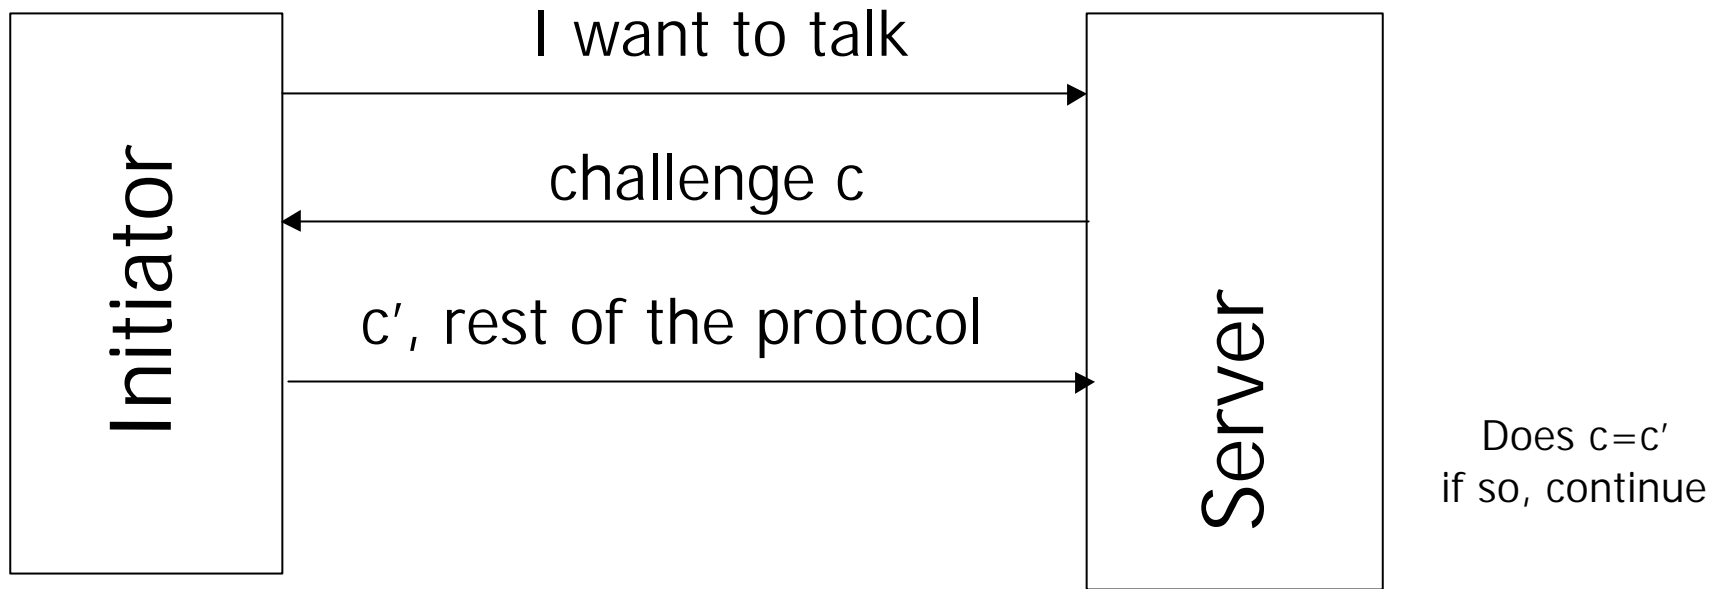 I want to talk
challenge c
c', rest of the protocol
Initiator
Server
Does c=c'
if so, continue